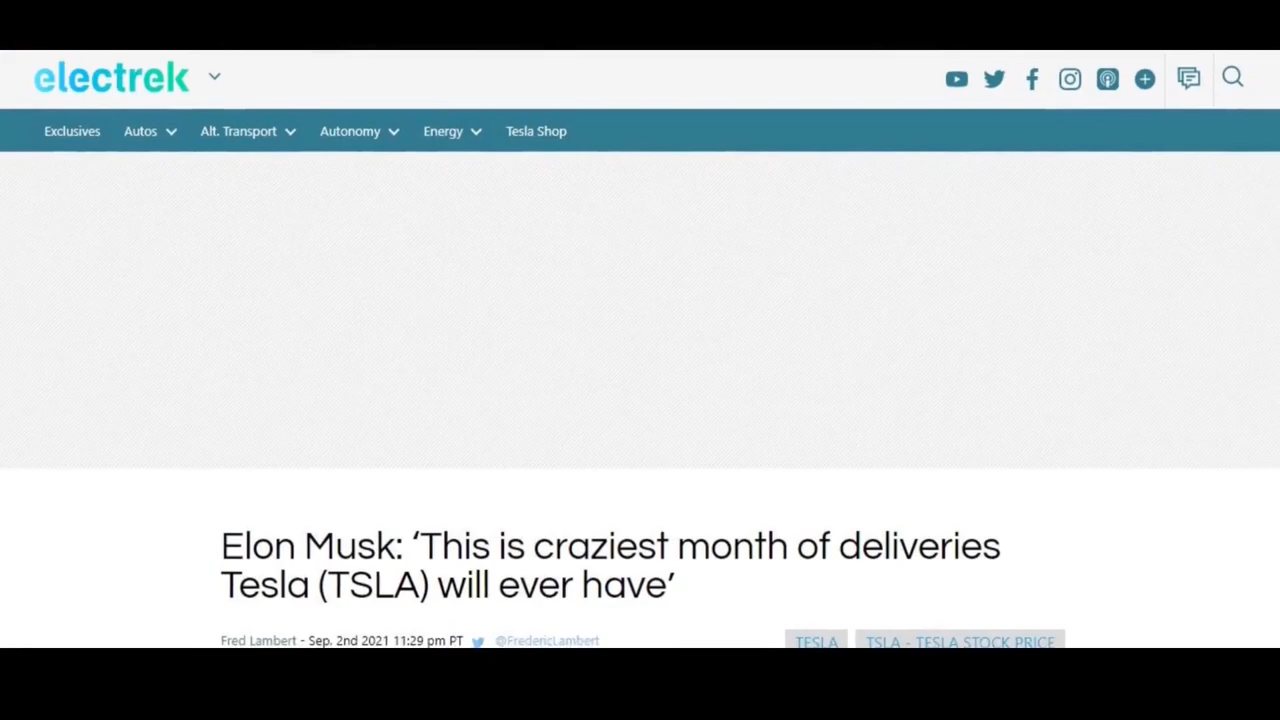 electrek
Exclusives Autos Alt. Transport Autonomy Energy Tesla Shop
Elon Musk: ‘This is craziest month of deliveries
Tesla (TSLA) will ever have’
Fred Lambert - Sep. 2nd 2021 11:29 pm PT @FredericLambert TESLA TSLA - TESLA STOCK PRICE